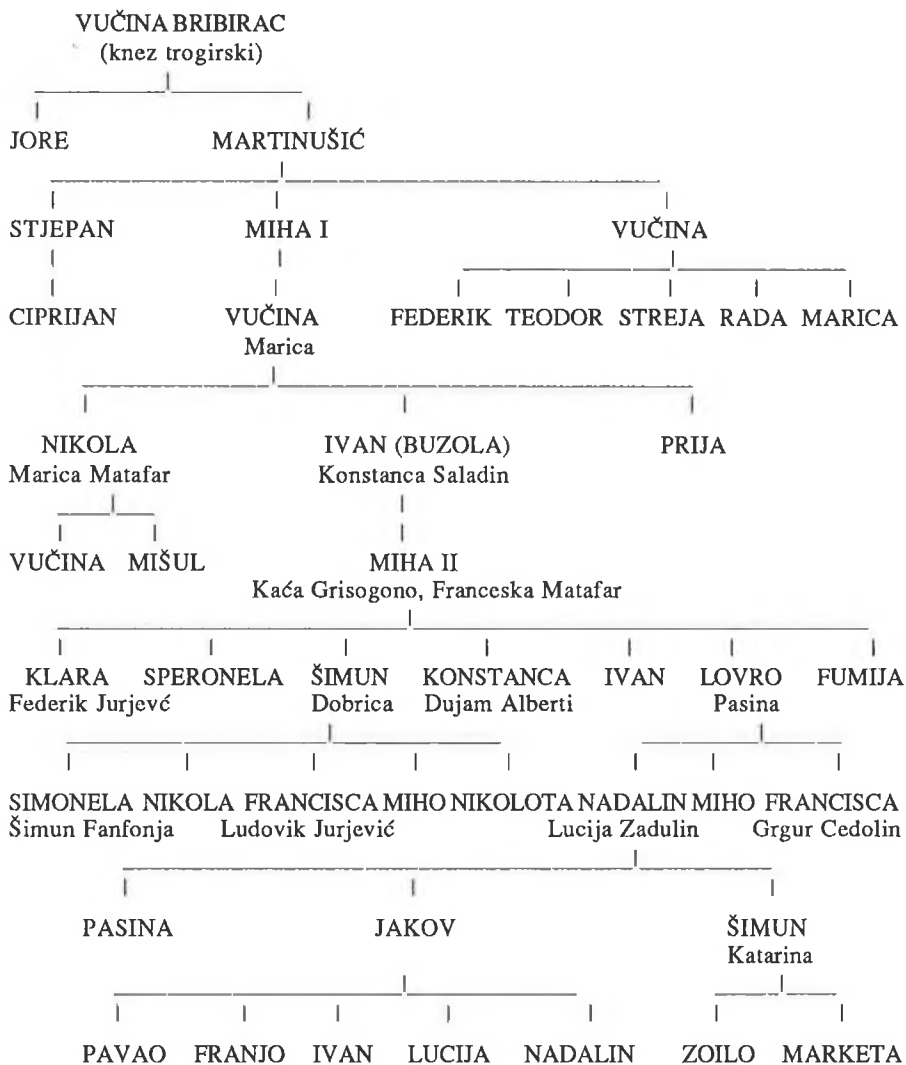 VUČINA BRIBIRAC
(knez trogirski)
JORE MARTINUŠIĆ
STJEPAN MIHA I VUČINA
CIPRIJAN VUČINA FEDERIK TEODOR STREJA RADA MARICA
Marica
NIKOLA IVAN (BUZOLA) PRIJA
Marica Matafar Konstanca Saladin
VUČINA MIŠUL MIHA II
Kaća Grisogono, Franceska Matafar
KLARA SPERONELA ŠIMUN KONSTANCA IVAN LOVRO FUMIJA
Federik Jurjevć Dobrica Dujam Alberti Pasina
SIMONELA NIKOLA FRANCISCA MIHO NIKOLOTA NADALIN MIHO FRANCISCA
Šimun Fanfonja Ludovik Jurjević Lucija Zadulin Grgur Cedolin
PASINA JAKOV ŠIMUN
Katarina
PAVAO FRANJO IVAN LUCIJA NADALIN ZOILO MARKETA